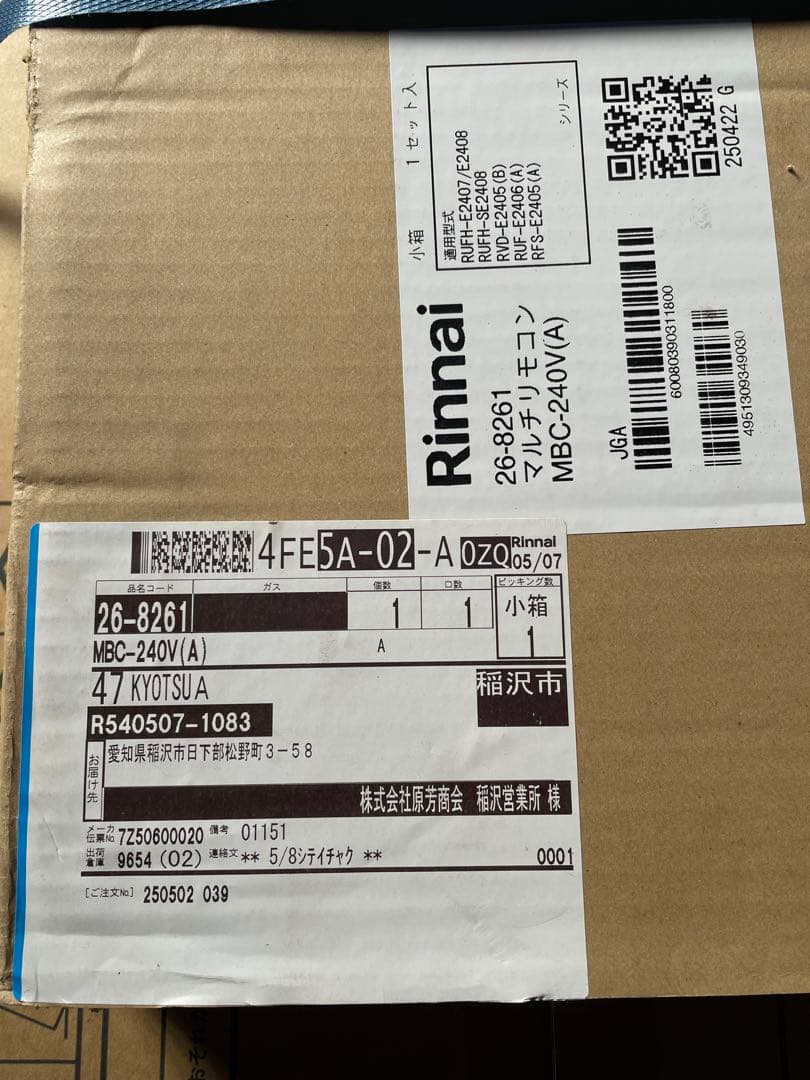 小箱 1セット入
適用型式
RUFH-E2407/E2408
RUFH-SE2408
RVD-E2405(B)
RUF-E2406(A)
RFS-E2405(A)
シリーズ
Rinnai
26-8261
マルチリモコン
MBC-240V(A)
JGA
60080390311800
4951309349030
250422 G
4FE5A-02-A 0ZQ Rinnai 05/07
品名コード ガス 個数 口数 ピッキング数
26-8261 1 1 小箱 1
MBC-240V(A) A
47 KYOTSU A 稲沢市
R540507-1083
お届け先
愛知県稲沢市日下部松野町3-58
株式会社原芳商会 稲沢営業所 様
メーカ伝票No 7Z50600020 備考 01151
出荷倉庫 9654 (02) 連絡文 ** 5/8シテイチャク ** 0001
[ご注文No] 250502 039